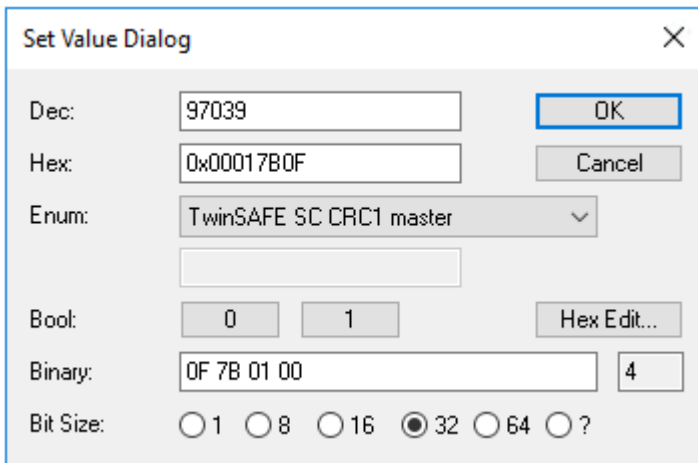 Set Value Dialog
Dec: 97039 OK
Hex: 0x00017B0F Cancel
Enum: TwinSAFE SC CRC1 master
Bool: 0 1 Hex Edit...
Binary: 0F 7B 01 00 4
Bit Size: 1 8 16 32 64 ?